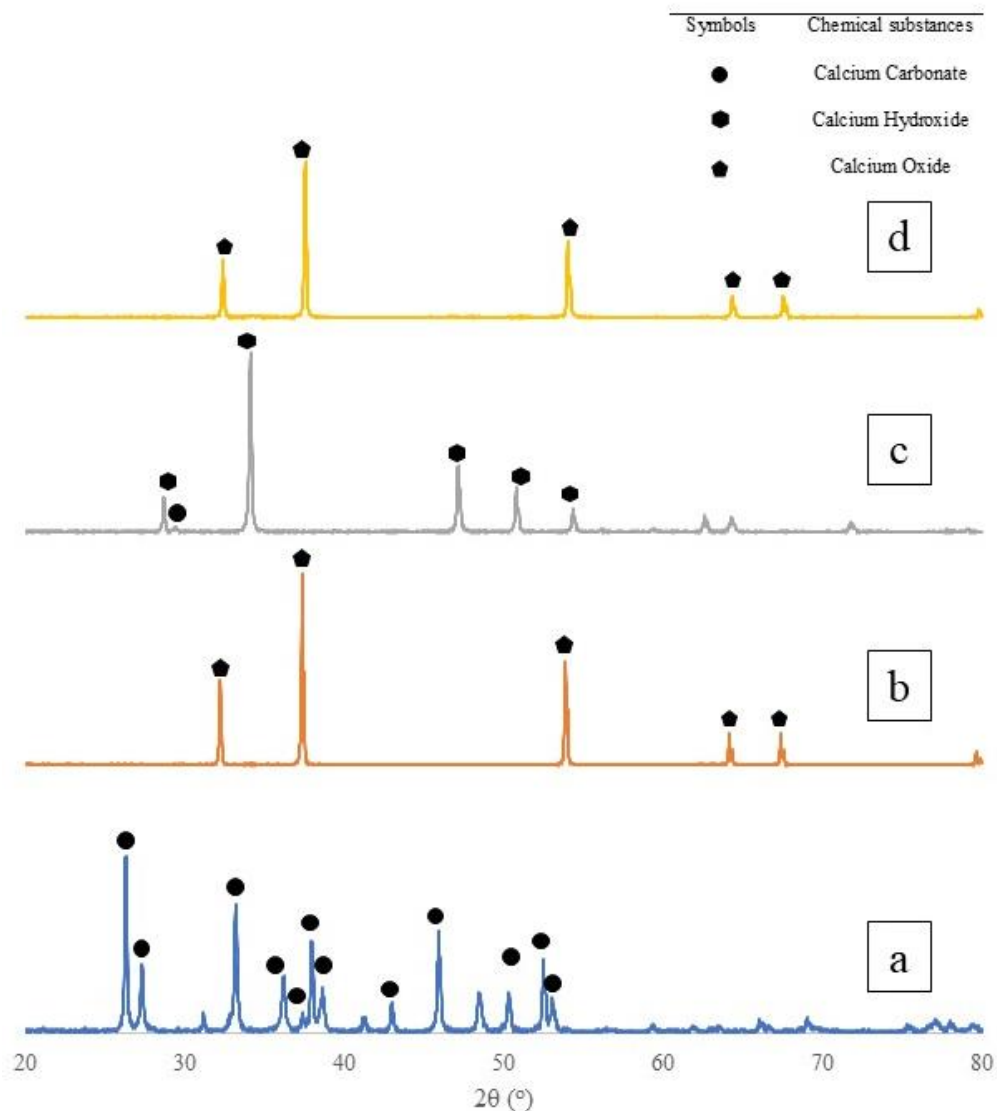 Symbols Chemical substances
Calcium Carbonate
Calcium Hydroxide
Calcium Oxide
d
c
b
a
20 30 40 50 60 70 80
2θ (°)